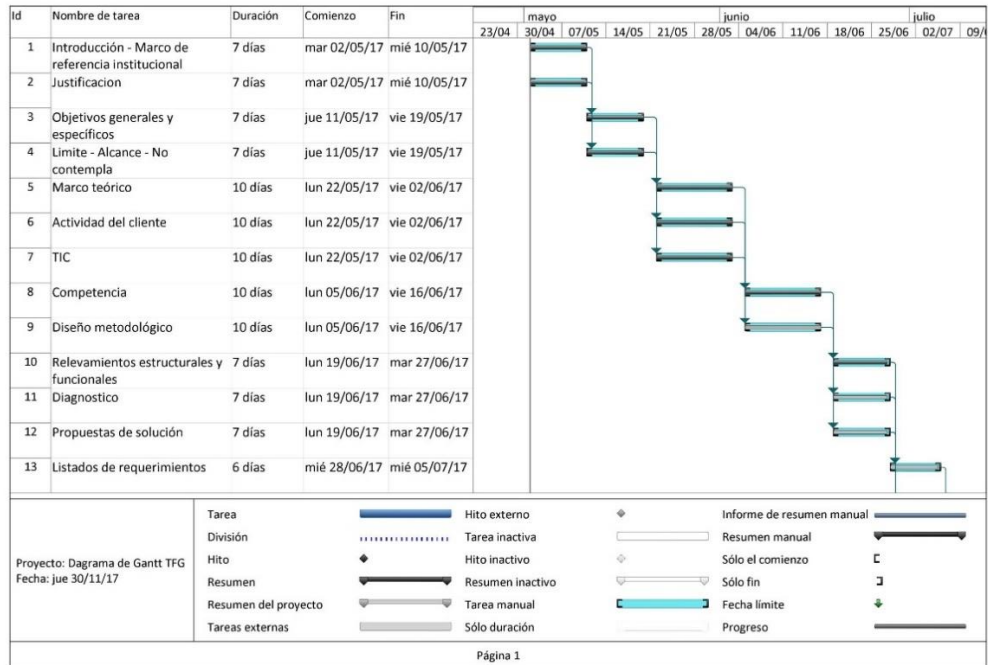 Id Nombre de tarea Duración Comienzo Fin mayo junio julio
23/04 30/04 07/05 14/05 21/05 28/05 04/06 11/06 18/06 25/06 02/07 09/
1 Introducción - Marco de referencia institucional 7 días mar 02/05/17 mié 10/05/17
2 Justificacion 7 días mar 02/05/17 mié 10/05/17
3 Objetivos generales y específicos 7 días jue 11/05/17 vie 19/05/17
4 Limite - Alcance - No contempla 7 días jue 11/05/17 vie 19/05/17
5 Marco teórico 10 días lun 22/05/17 vie 02/06/17
6 Actividad del cliente 10 días lun 22/05/17 vie 02/06/17
7 TIC 10 días lun 22/05/17 vie 02/06/17
8 Competencia 10 días lun 05/06/17 vie 16/06/17
9 Diseño metodológico 10 días lun 05/06/17 vie 16/06/17
10 Relevamientos estructurales y funcionales 7 días lun 19/06/17 mar 27/06/17
11 Diagnostico 7 días lun 19/06/17 mar 27/06/17
12 Propuestas de solución 7 días lun 19/06/17 mar 27/06/17
13 Listados de requerimientos 6 días mié 28/06/17 mié 05/07/17
Proyecto: Dagrama de Gantt TFG
Fecha: jue 30/11/17
Tarea
División
Hito
Resumen
Resumen del proyecto
Tareas externas
Hito externo
Tarea inactiva
Hito inactivo
Resumen inactivo
Tarea manual
Sólo duración
Informe de resumen manual
Resumen manual
Sólo el comienzo
Sólo fin
Fecha límite
Progreso
Página 1